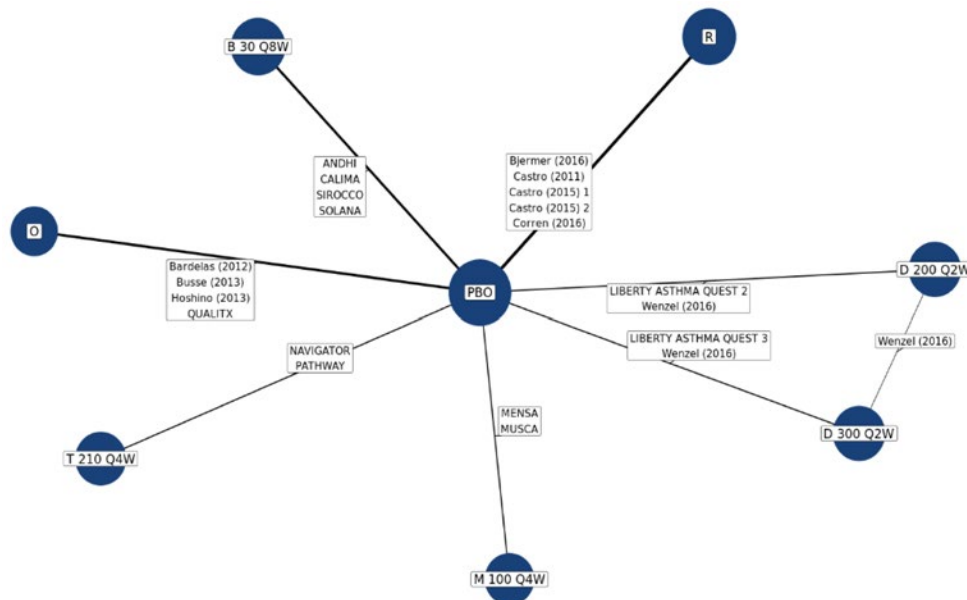 R
B 30 Q8W
ANDHI
CALIMA
SIROCCO
SOLANA
Bjermer (2016)
Castro (2011)
Castro (2015) 1
Castro (2015) 2
Corren (2016)
O
Bardelas (2012)
Busse (2013)
Hoshino (2013)
QUALITX
PBO
D 200 Q2W
LIBERTY ASTHMA QUEST 2
Wenzel (2016)
LIBERTY ASTHMA QUEST 3
Wenzel (2016)
Wenzel (2016)
NAVIGATOR
PATHWAY
MENSA
MUSCA
D 300 Q2W
T 210 Q4W
M 100 Q4W